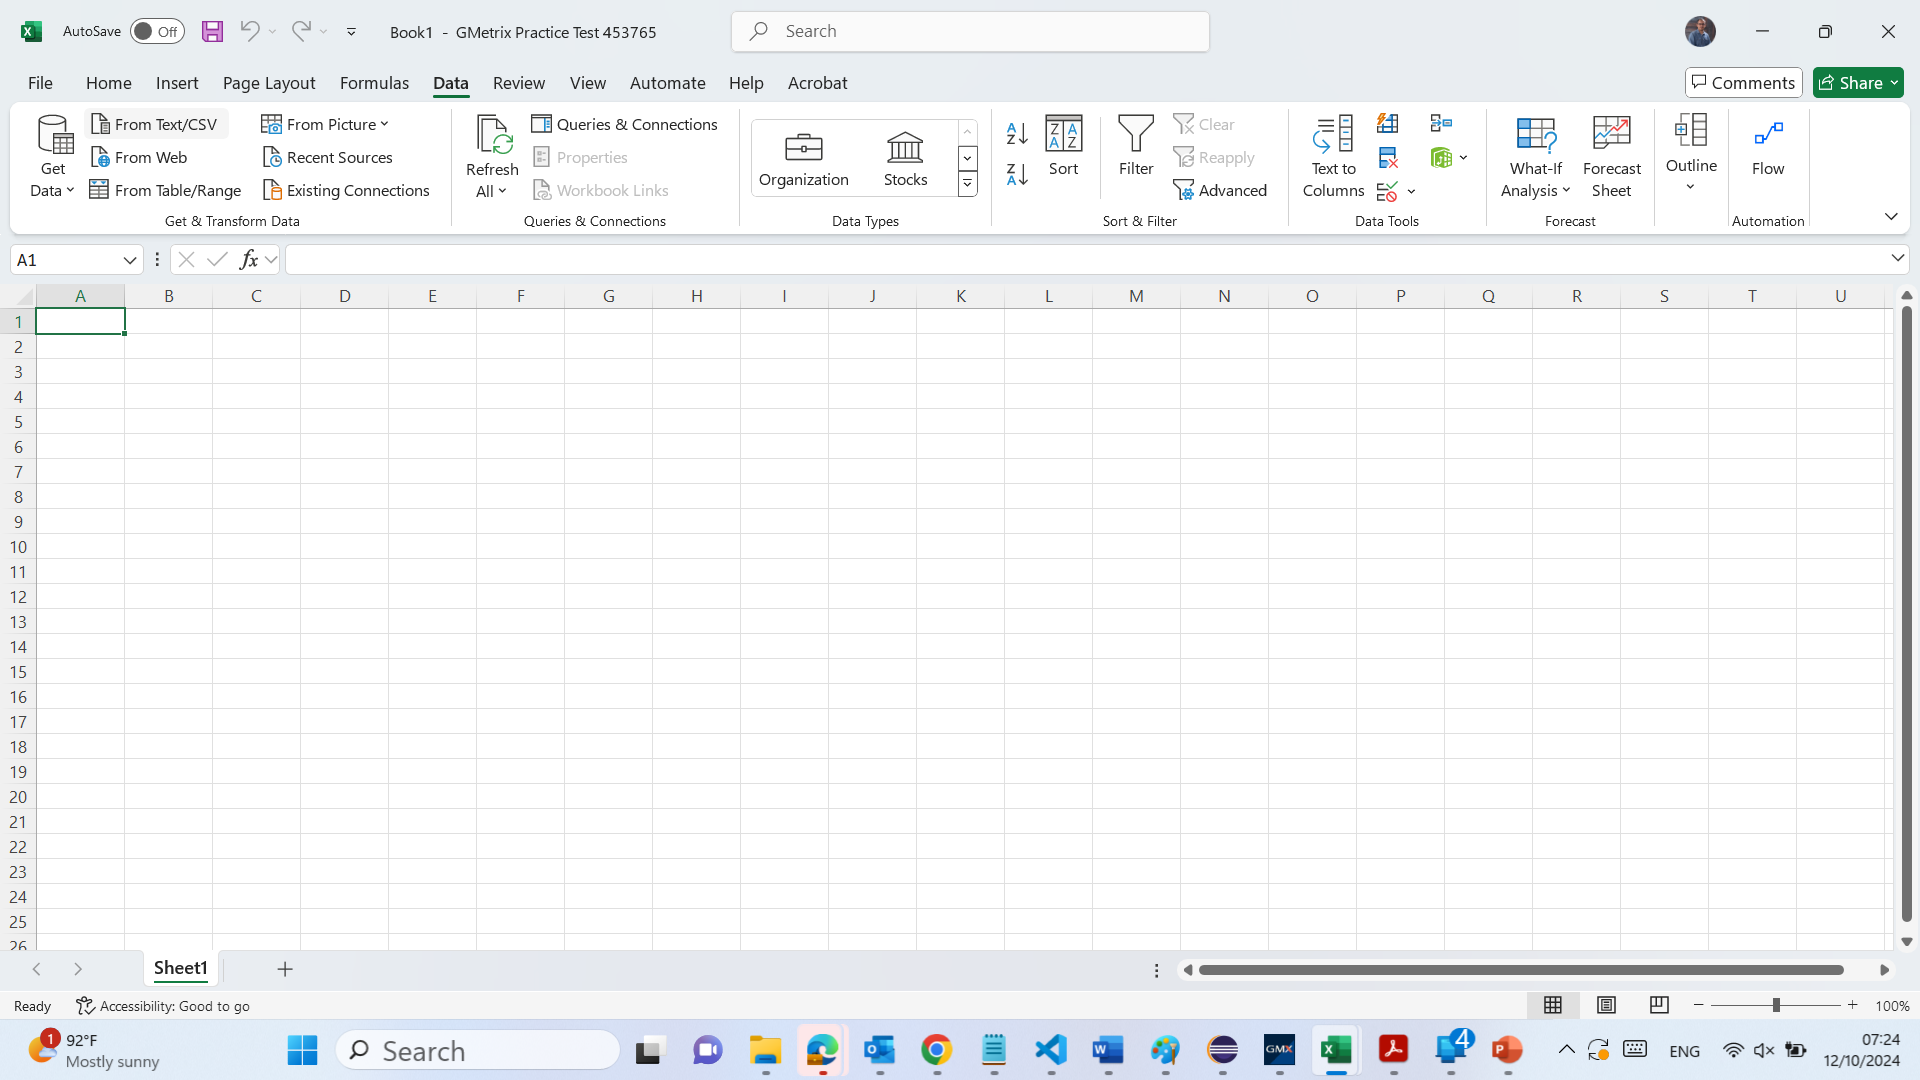 AutoSave Off Book1 - GMetrix Practice Test 453765 Search
File Home Insert Page Layout Formulas Data Review View Automate Help Acrobat Comments Share
Get Data
From Text/CSV
From Web
From Table/Range
From Picture
Recent Sources
Existing Connections
Get & Transform Data
Refresh All
Queries & Connections
Properties
Workbook Links
Queries & Connections
Organization Stocks
Data Types
Sort
Filter
Clear
Reapply
Advanced
Sort & Filter
Text to Columns
Data Tools
What-If Analysis
Forecast Sheet
Forecast
Outline
Flow
Automation
A1 fx
A B C D E F G H I J K L M N O P Q R S T U
1
2
3
4
5
6
7
8
9
10
11
12
13
14
15
16
17
18
19
20
21
22
23
24
25
26
Sheet1
Ready Accessibility: Good to go 100%
1 92°F
Mostly sunny
Search
GMX
4
ENG
07:24
12/10/2024